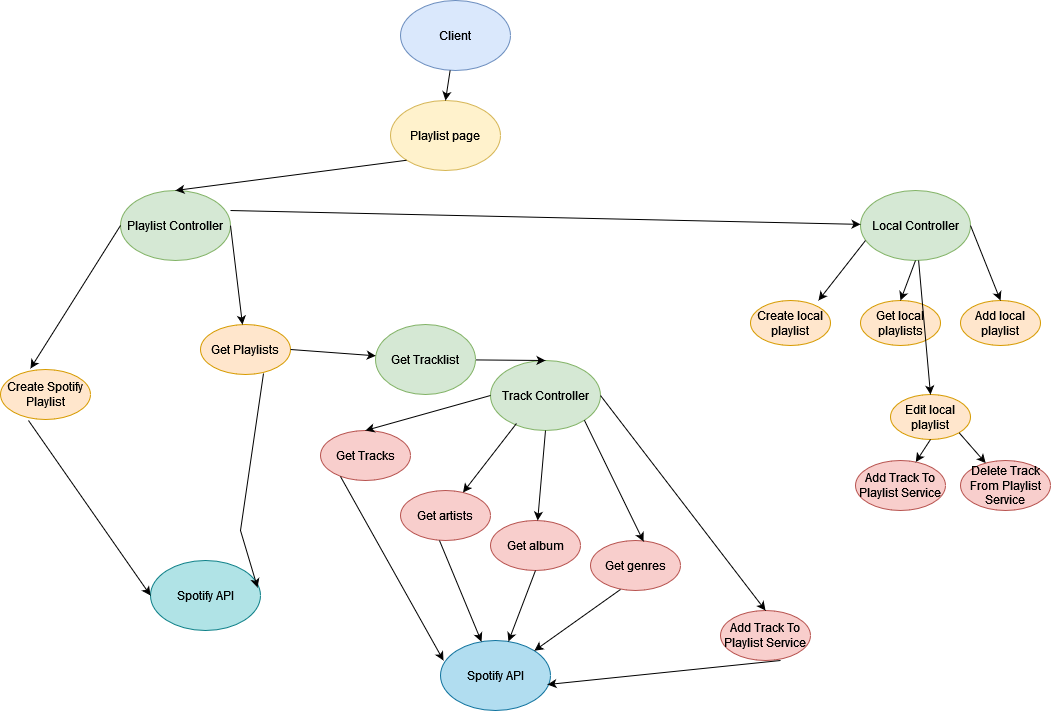 Client
Playlist page
Playlist Controller
Local Controller
Create local
playlist
Get local
playlists
Add local
playlist
Get Playlists
Get Tracklist
Create Spotify
Playlist
Track Controller
Edit local
playlist
Get Tracks
Add Track To
Playlist Service
Delete Track
From Playlist
Service
Get artists
Get album
Get genres
Spotify API
Add Track To
Playlist Service
Spotify API